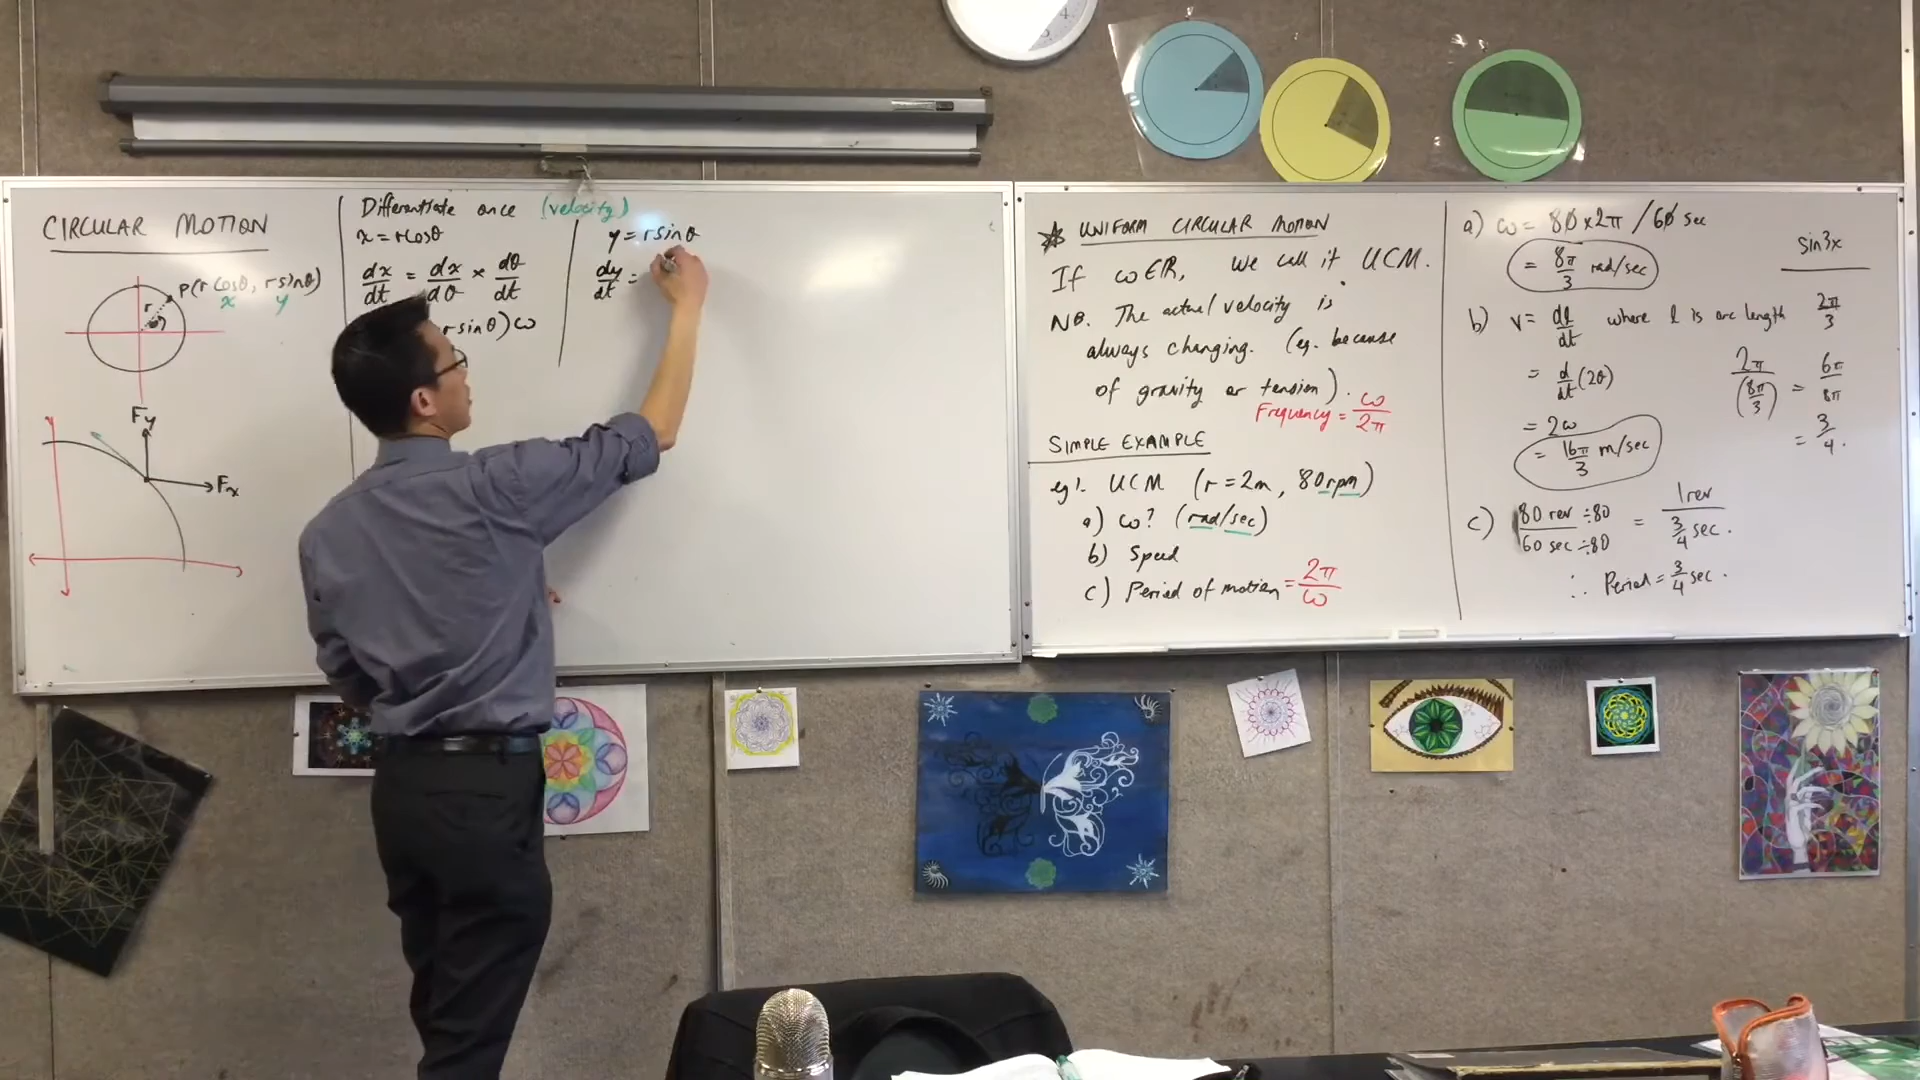 CIRCULAR MOTION
P(r cosθ, r sinθ)
x y
r
θ
Fy
Fx
Differentiate once (velocity)
x = rcosθ
dx/dt = dx/dθ × dθ/dt
r sinθ)ω
y = rsinθ
dy/dt =
UNIFORM CIRCULAR MOTION
If ω∈ℝ, We call it UCM.
NB. The actual velocity is
always changing. (eg. because
of gravity or tension).
Frequency = ω/2π
SIMPLE EXAMPLE
eg1. UCM (r = 2m, 80rpm)
a) ω? (rad/sec)
b) Speed
c) Period of motion = 2π/ω
a) ω = 80 × 2π / 60 sec
= 8π/3 rad/sec
b) v = dl/dt where l is arc length
= d/dt (2θ)
= 2ω
= 16π/3 m/sec
c) 80 rev ÷80 / 60 sec ÷80 = 1 rev / 3/4 sec.
∴ Period = 3/4 sec.
sin3x
2π/3
2π/(8π/3) = 6π/8π
= 3/4.